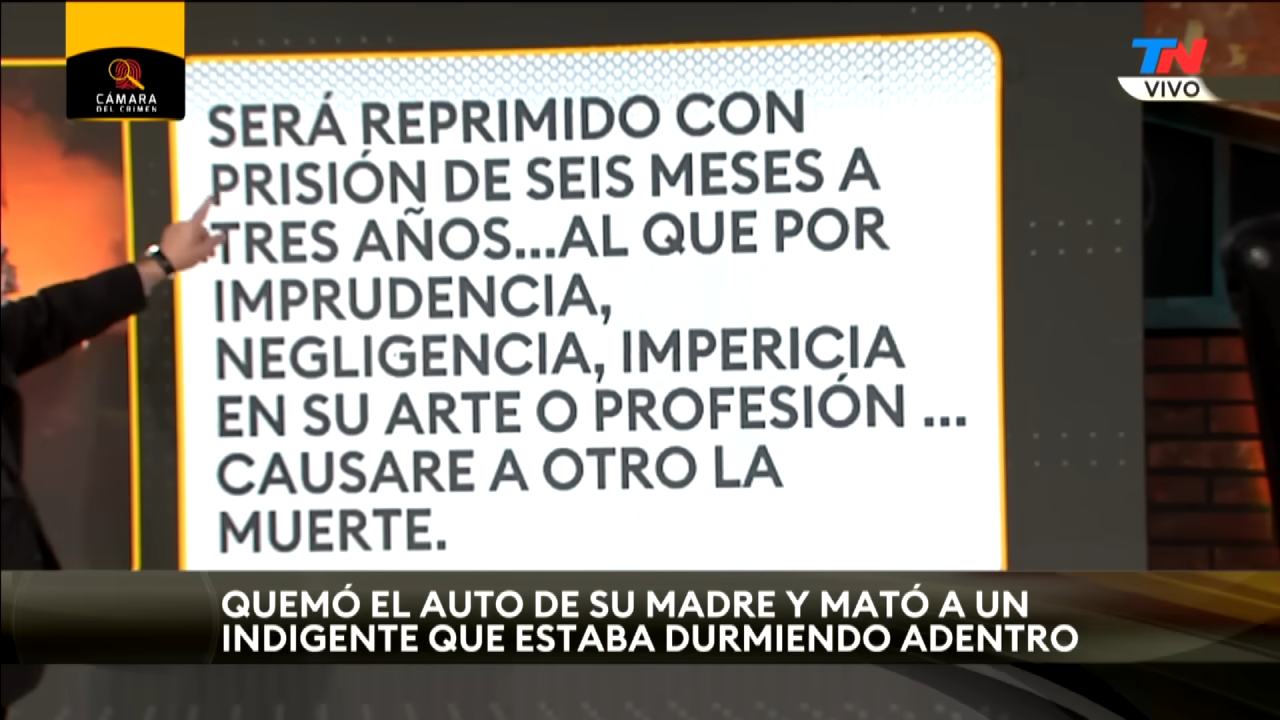 CÁMARA
DEL CRIMEN
TN
VIVO
SERÁ REPRIMIDO CON
PRISIÓN DE SEIS MESES A
TRES AÑOS...AL QUE POR
IMPRUDENCIA,
NEGLIGENCIA, IMPERICIA
EN SU ARTE O PROFESIÓN ...
CAUSARE A OTRO LA
MUERTE.
QUEMÓ EL AUTO DE SU MADRE Y MATÓ A UN
INDIGENTE QUE ESTABA DURMIENDO ADENTRO